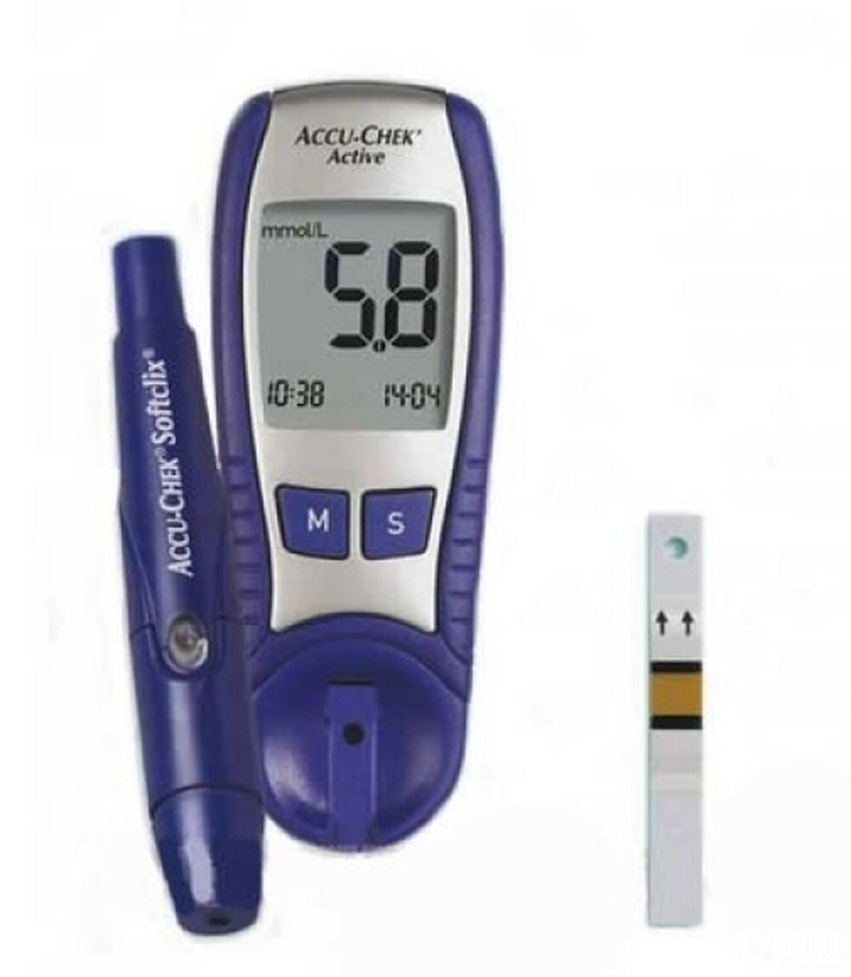 ACCU-CHEK®
Active
mmol/L
5.8
10:38 14-04
M S
ACCU-CHEK® Softclix®